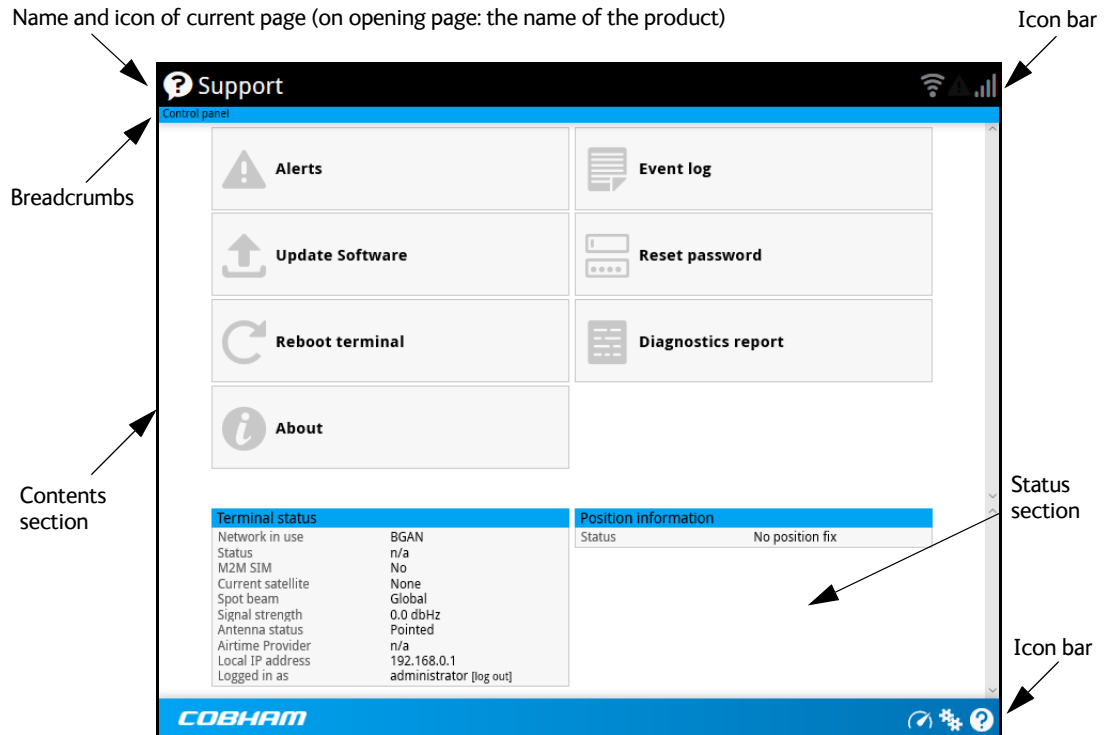 Name and icon of current page (on opening page: the name of the product)
Icon bar
Support
Control panel
Breadcrumbs
Alerts
Event log
Update Software
Reset password
Reboot terminal
Diagnostics report
About
Contents
section
Status
section
Terminal status
Network in use BGAN
Status n/a
M2M SIM No
Current satellite None
Spot beam Global
Signal strength 0.0 dbHz
Antenna status Pointed
Airtime Provider n/a
Local IP address 192.168.0.1
Logged in as administrator [log out]
Position information
Status No position fix
Icon bar
COBHAM